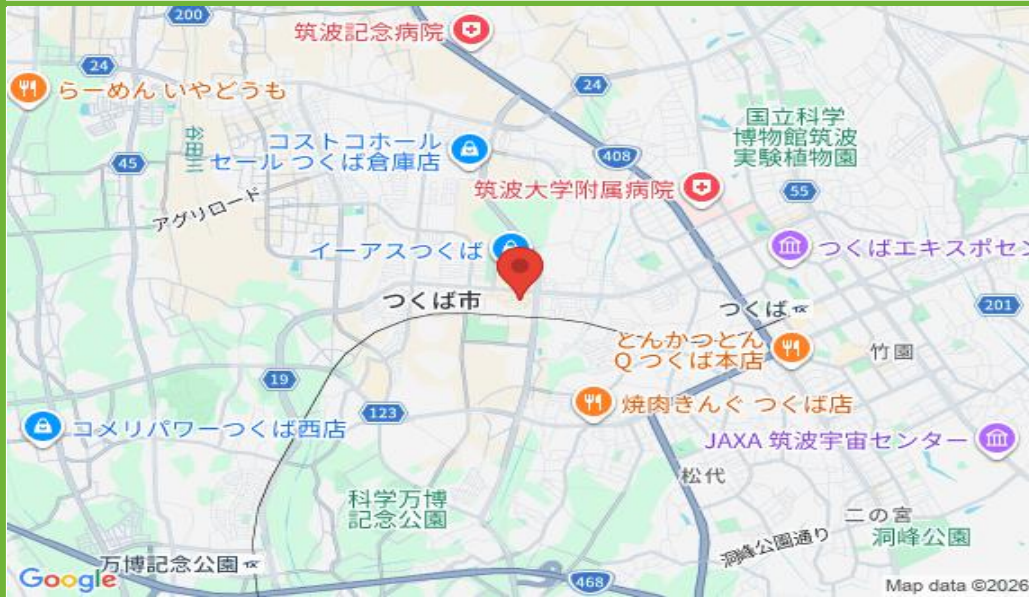 200
筑波記念病院
24
らーめん いやどうも
24
谷田川
コストコホール
セール つくば倉庫店
408
国立科学
博物館筑波
実験植物園
45
筑波大学附属病院
55
アグリロード
イーアスつくば
つくばエキスポセン
つくば市
つくば
201
とんかつとん
Q つくば本店
竹園
19
123
焼肉きんぐ つくば店
コメリパワーつくば西店
JAXA 筑波宇宙センター
松代
科学万博
記念公園
二の宮
洞峰公園通り
洞峰公園
万博記念公園
Google
468
Map data ©2026